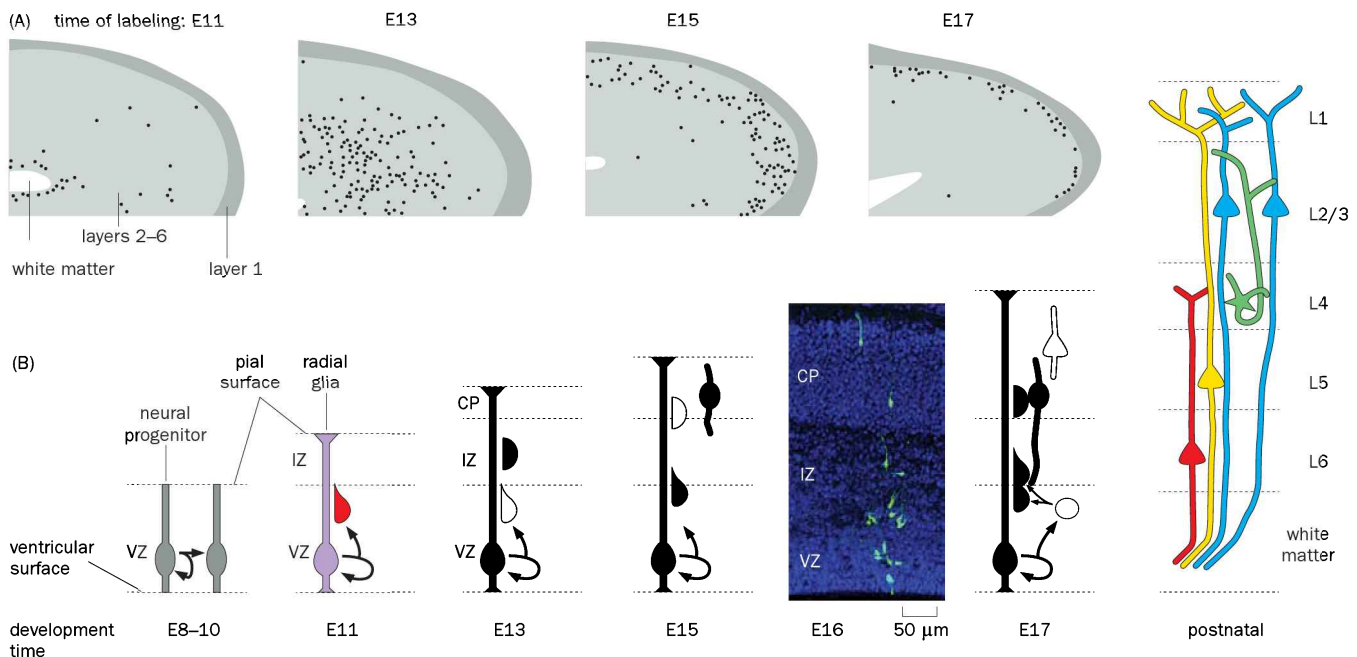 (A) time of labeling: E11 E13 E15 E17
layers 2–6
white matter layer 1
L1
L2/3
L4
L5
L6
white
matter
(B)
pial
surface
radial
glia
neural
progenitor
CP
CP
IZ
IZ
IZ
VZ
VZ
VZ
VZ
ventricular
surface
50 μm
development
time
E8–10 E11 E13 E15 E16 E17 postnatal